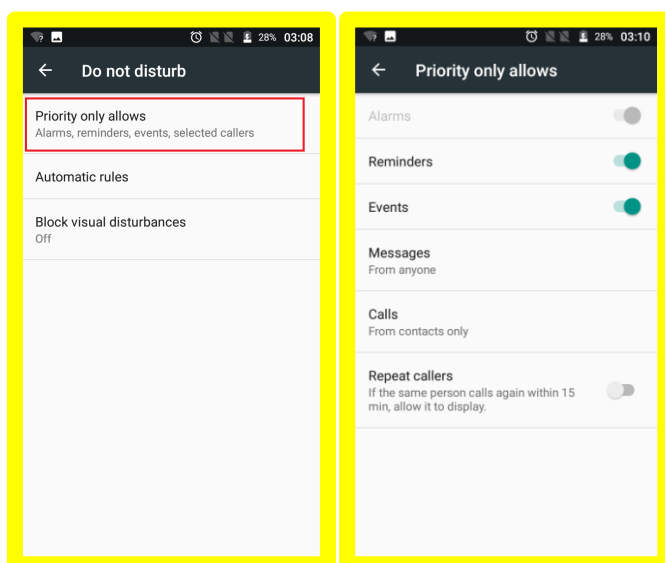 28% 03:08
Do not disturb
Priority only allows
Alarms, reminders, events, selected callers
Automatic rules
Block visual disturbances
Off
28% 03:10
Priority only allows
Alarms
Reminders
Events
Messages
From anyone
Calls
From contacts only
Repeat callers
If the same person calls again within 15
min, allow it to display.